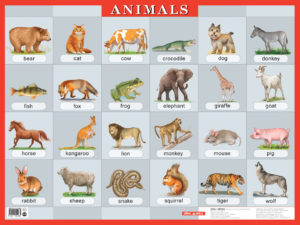 ANIMALS
bear cat cow crocodile dog donkey
fish fox frog elephant giraffe goat
horse kangaroo lion monkey mouse pig
rabbit sheep snake squirrel tiger wolf